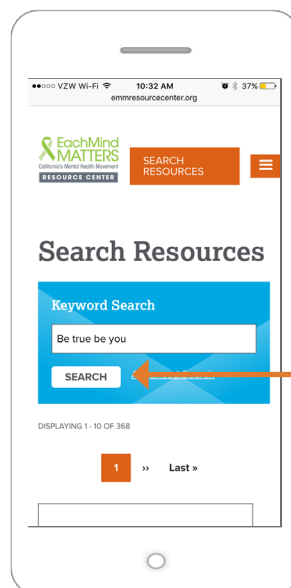 VZW Wi-Fi 10:32 AM 37%
emmresourcecenter.org
EachMind
MATTERS
California's Mental Health Movement
RESOURCE CENTER
SEARCH
RESOURCES
Search Resources
Keyword Search
Be true be you
SEARCH
DISPLAYING 1 - 10 OF 368
1 ›› Last »